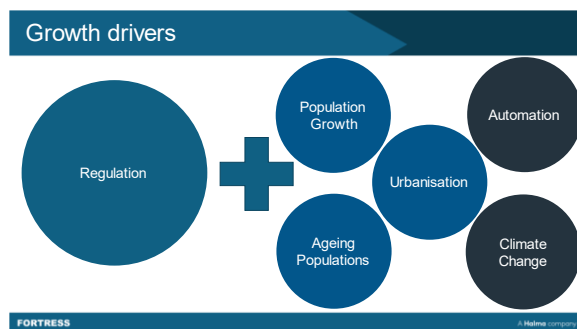 Growth drivers
Regulation
Population
Growth
Automation
Urbanisation
Ageing
Populations
Climate
Change
FORTRESS
A Halma company